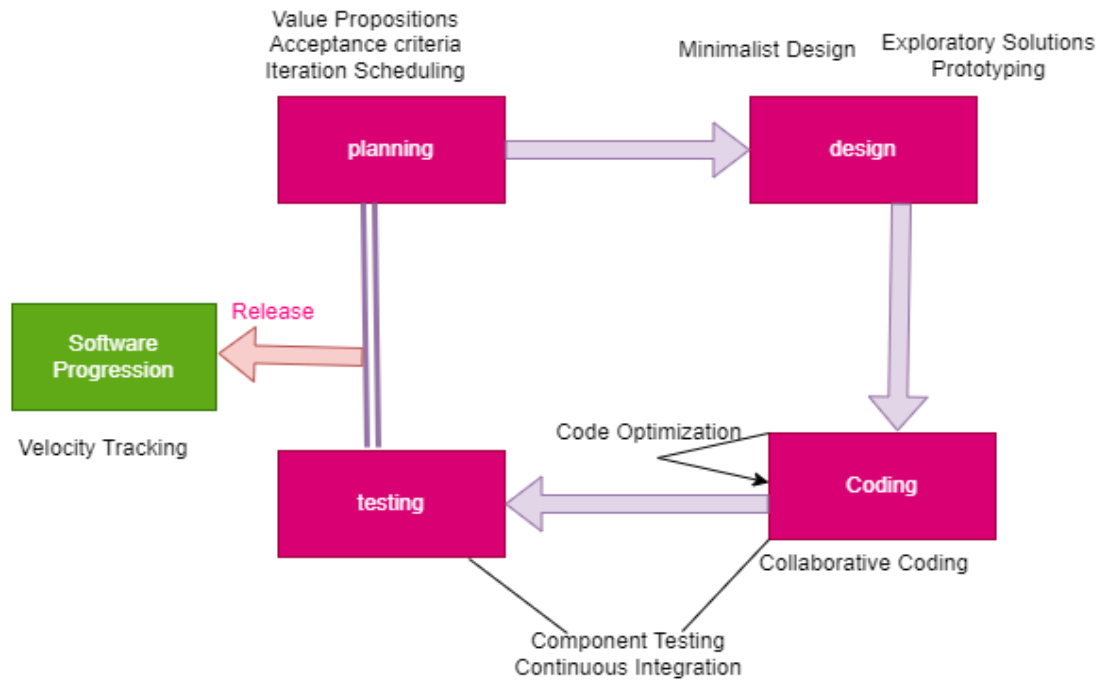 Value Propositions
Acceptance criteria
Iteration Scheduling
Minimalist Design
Exploratory Solutions
Prototyping
planning
design
Release
Software
Progression
Velocity Tracking
Code Optimization
Coding
testing
Collaborative Coding
Component Testing
Continuous Integration